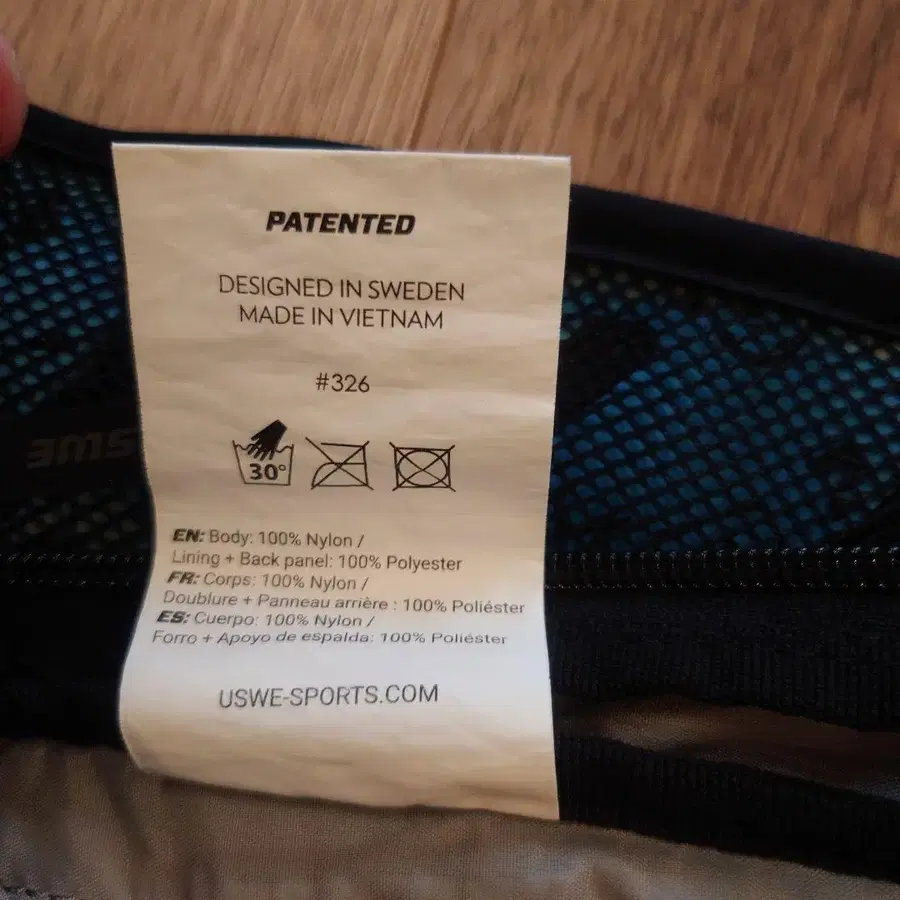 PATENTED
DESIGNED IN SWEDEN
MADE IN VIETNAM
#326
30°
EN: Body: 100% Nylon /
Lining + Back panel: 100% Polyester
FR: Corps: 100% Nylon /
Doublure + Panneau arrière : 100% Poliéster
ES: Cuerpo: 100% Nylon /
Forro + Apoyo de espalda: 100% Poliéster
USWE-SPORTS.COM
USWE